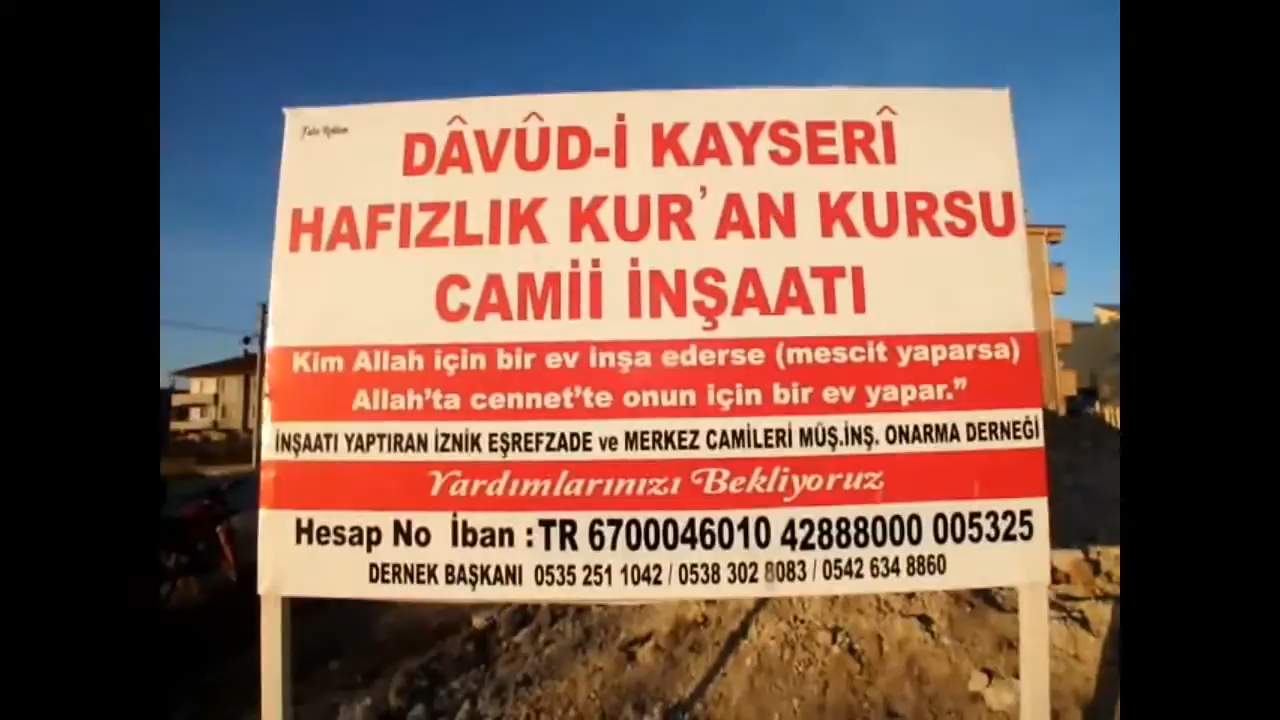 DÂVÛD-İ KAYSERÎ
HAFIZLIK KUR'AN KURSU
CAMİİ İNŞAATI
Kim Allah için bir ev inşa ederse (mescit yaparsa)
Allah'ta cennet'te onun için bir ev yapar.”
İNŞAATI YAPTIRAN İZNİK EŞREFZADE ve MERKEZ CAMİLERİ MÜŞ.İNŞ. ONARMA DERNEĞİ
Yardımlarınızı Bekliyoruz
Hesap No İban : TR 6700046010 42888000 005325
DERNEK BAŞKANI 0535 251 1042 / 0538 302 8083 / 0542 634 8860